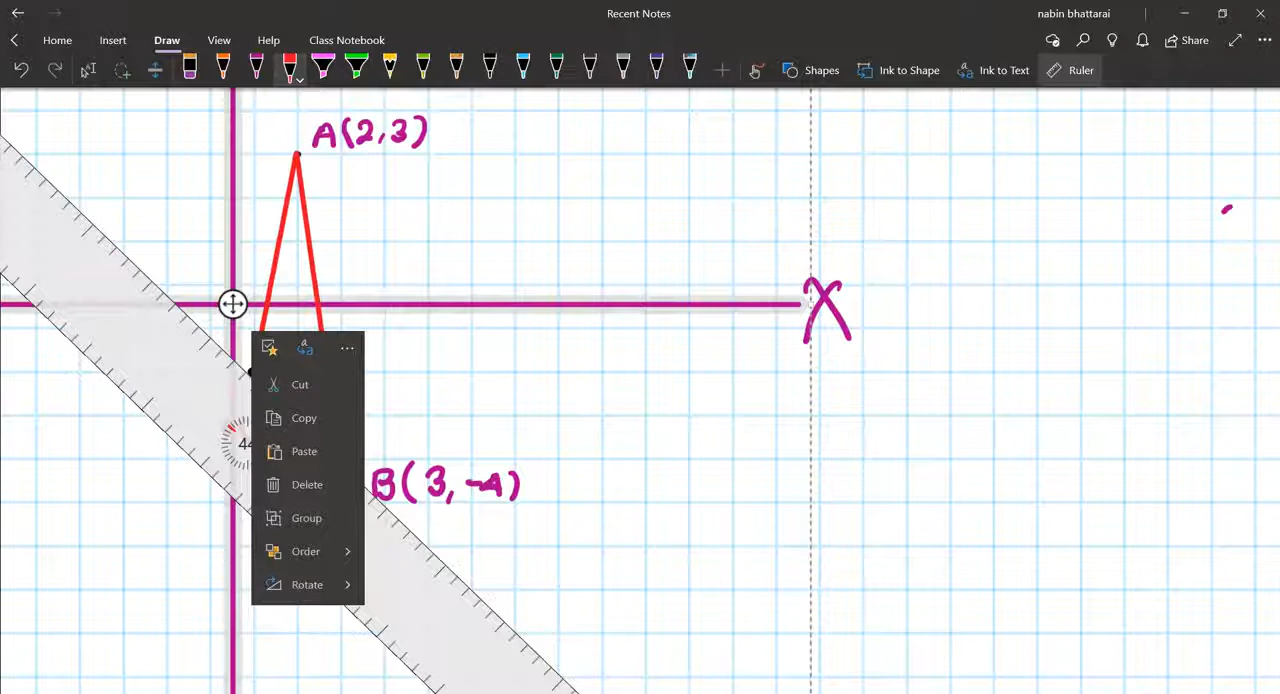 Recent Notes
nabin bhattarai
Home Insert Draw View Help Class Notebook
Share
Shapes Ink to Shape Ink to Text Ruler
A(2,3)
X
Cut
Copy
Paste
Delete
Group
Order
Rotate
44
B(3,-4)